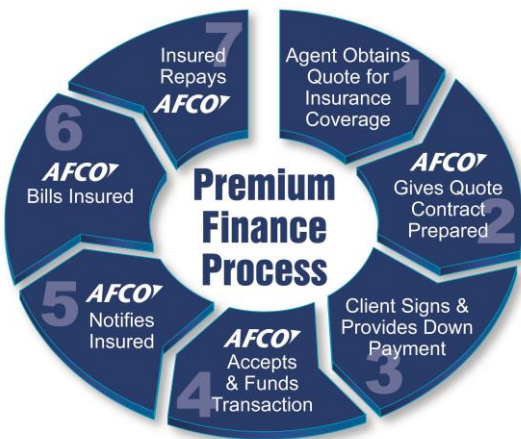 Premium
Finance
Process
1
Agent Obtains
Quote for
Insurance
Coverage
2
AFCO
Gives Quote
Contract
Prepared
3
Client Signs &
Provides Down
Payment
4
AFCO
Accepts
& Funds
Transaction
5
AFCO
Notifies
Insured
6
AFCO
Bills Insured
7
Insured
Repays
AFCO